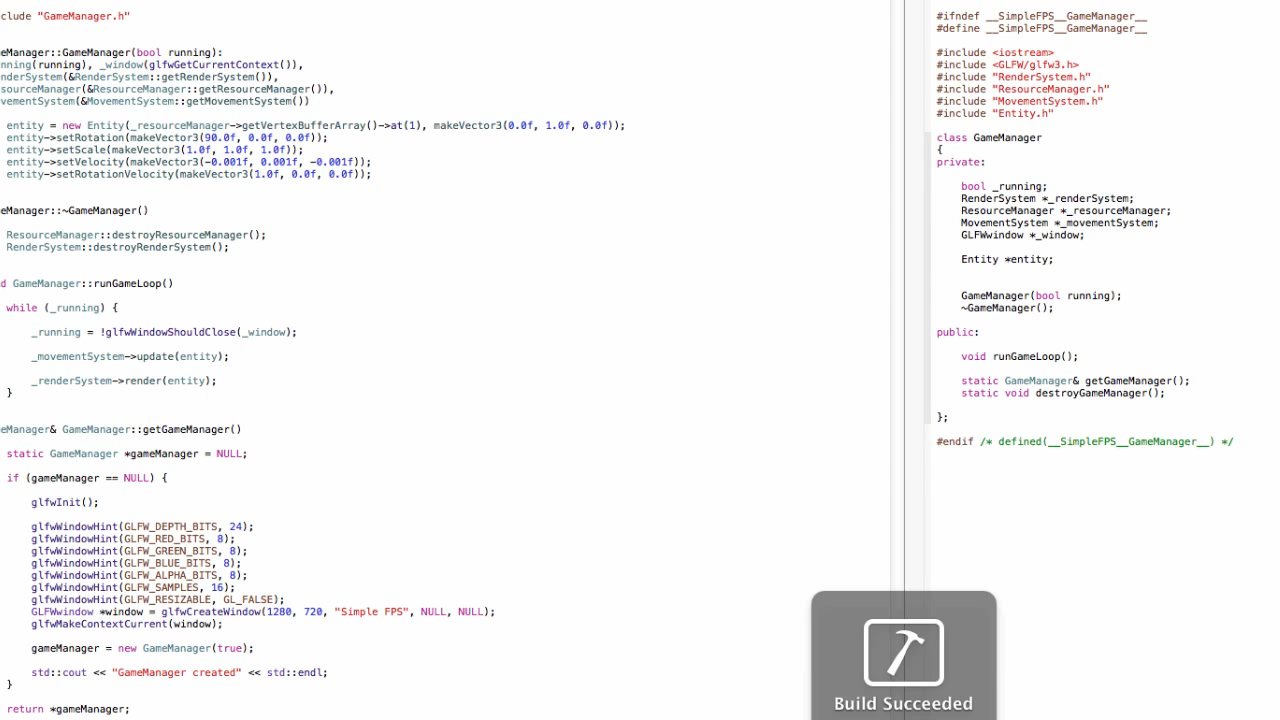 clude "GameManager.h"
eManager::GameManager(bool running):
nning(running), _window(glfwGetCurrentContext()),
nderSystem(&RenderSystem::getRenderSystem()),
sourceManager(&ResourceManager::getResourceManager()),
vementSystem(&MovementSystem::getMovementSystem())
entity = new Entity(_resourceManager->getVertexBufferArray()->at(1), makeVector3(0.0f, 1.0f, 0.0f));
entity->setRotation(makeVector3(90.0f, 0.0f, 0.0f));
entity->setScale(makeVector3(1.0f, 1.0f, 1.0f));
entity->setVelocity(makeVector3(-0.001f, 0.001f, -0.001f));
entity->setRotationVelocity(makeVector3(1.0f, 0.0f, 0.0f));
eManager::~GameManager()
ResourceManager::destroyResourceManager();
RenderSystem::destroyRenderSystem();
d GameManager::runGameLoop()
while (_running) {
_running = !glfwWindowShouldClose(_window);
_movementSystem->update(entity);
_renderSystem->render(entity);
}
eManager& GameManager::getGameManager()
static GameManager *gameManager = NULL;
if (gameManager == NULL) {
glfwInit();
glfwWindowHint(GLFW_DEPTH_BITS, 24);
glfwWindowHint(GLFW_RED_BITS, 8);
glfwWindowHint(GLFW_GREEN_BITS, 8);
glfwWindowHint(GLFW_BLUE_BITS, 8);
glfwWindowHint(GLFW_ALPHA_BITS, 8);
glfwWindowHint(GLFW_SAMPLES, 16);
glfwWindowHint(GLFW_RESIZABLE, GL_FALSE);
GLFWwindow *window = glfwCreateWindow(1280, 720, "Simple FPS", NULL, NULL);
glfwMakeContextCurrent(window);
gameManager = new GameManager(true);
std::cout << "GameManager created" << std::endl;
}
return *gameManager;
#ifndef __SimpleFPS__GameManager__
#define __SimpleFPS__GameManager__
#include <iostream>
#include <GLFW/glfw3.h>
#include "RenderSystem.h"
#include "ResourceManager.h"
#include "MovementSystem.h"
#include "Entity.h"
class GameManager
{
private:
bool _running;
RenderSystem *_renderSystem;
ResourceManager *_resourceManager;
MovementSystem *_movementSystem;
GLFWwindow *_window;
Entity *entity;
GameManager(bool running);
~GameManager();
public:
void runGameLoop();
static GameManager& getGameManager();
static void destroyGameManager();
};
#endif /* defined(__SimpleFPS__GameManager__) */
Build Succeeded